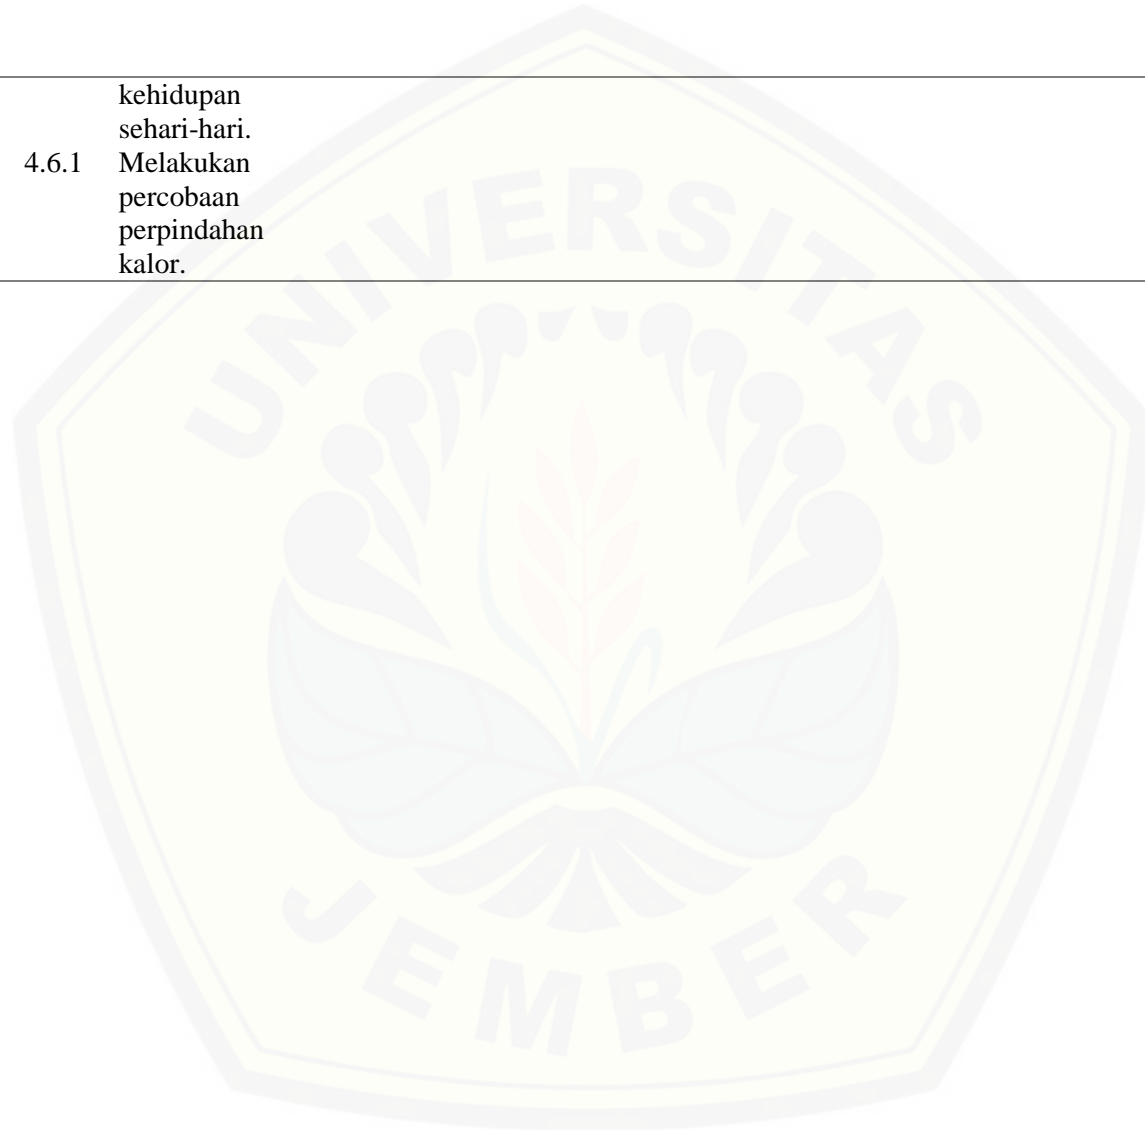 kehidupan
sehari-hari.
4.6.1 Melakukan
percobaan
perpindahan
kalor.
UNIVERSITAS
JEMBER